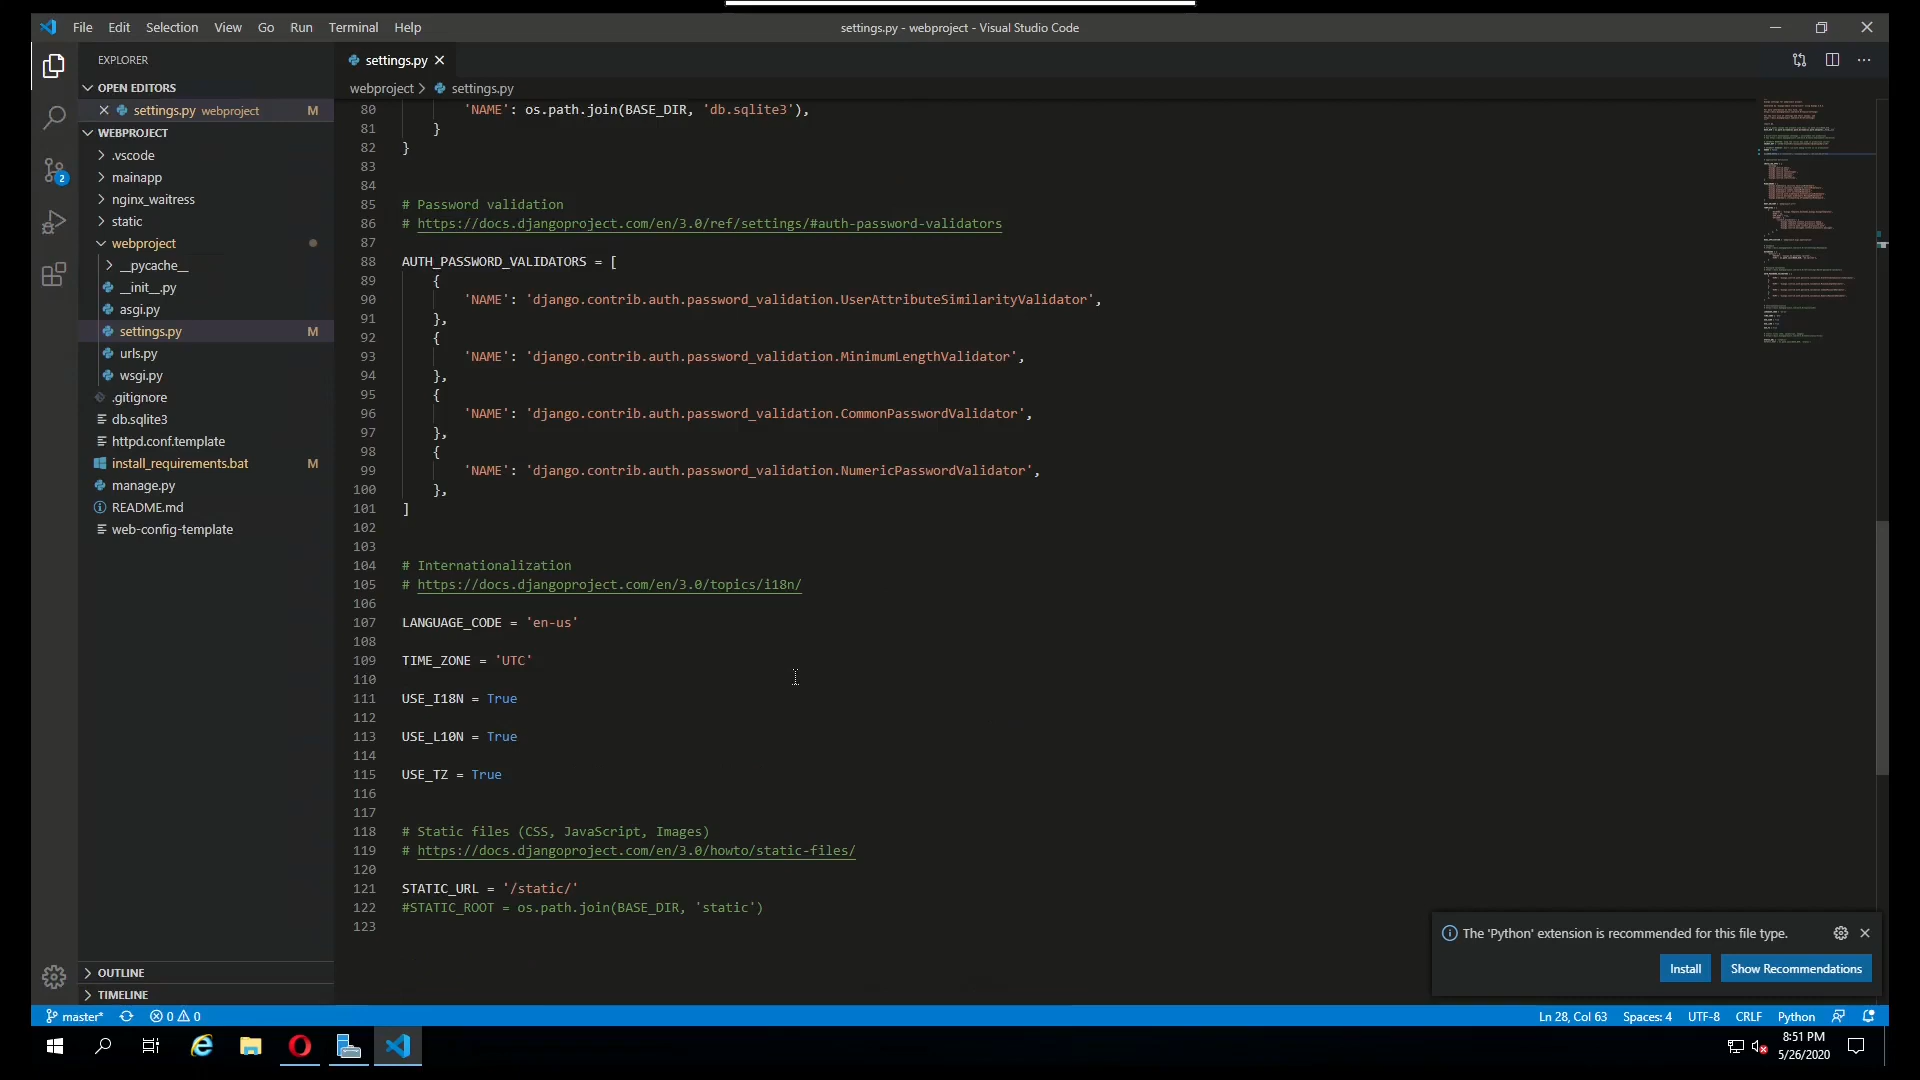 File Edit Selection View Go Run Terminal Help
settings.py - webproject - Visual Studio Code
EXPLORER
OPEN EDITORS
settings.py webproject M
WEBPROJECT
.vscode
mainapp
nginx_waitress
static
webproject
__pycache__
__init__.py
asgi.py
settings.py M
urls.py
wsgi.py
.gitignore
db.sqlite3
httpd.conf.template
install_requirements.bat M
manage.py
README.md
web-config-template
OUTLINE
TIMELINE
2
settings.py
webproject > settings.py
80 'NAME': os.path.join(BASE_DIR, 'db.sqlite3'),
81 }
82 }
83
84
85 # Password validation
86 # https://docs.djangoproject.com/en/3.0/ref/settings/#auth-password-validators
87
88 AUTH_PASSWORD_VALIDATORS = [
89 {
90 'NAME': 'django.contrib.auth.password_validation.UserAttributeSimilarityValidator',
91 },
92 {
93 'NAME': 'django.contrib.auth.password_validation.MinimumLengthValidator',
94 },
95 {
96 'NAME': 'django.contrib.auth.password_validation.CommonPasswordValidator',
97 },
98 {
99 'NAME': 'django.contrib.auth.password_validation.NumericPasswordValidator',
100 },
101 ]
102
103
104 # Internationalization
105 # https://docs.djangoproject.com/en/3.0/topics/i18n/
106
107 LANGUAGE_CODE = 'en-us'
108
109 TIME_ZONE = 'UTC'
110
111 USE_I18N = True
112
113 USE_L10N = True
114
115 USE_TZ = True
116
117
118 # Static files (CSS, JavaScript, Images)
119 # https://docs.djangoproject.com/en/3.0/howto/static-files/
120
121 STATIC_URL = '/static/'
122 #STATIC_ROOT = os.path.join(BASE_DIR, 'static')
123
The 'Python' extension is recommended for this file type.
Install Show Recommendations
master* 0 0 Ln 28, Col 63 Spaces: 4 UTF-8 CRLF Python
8:51 PM
5/26/2020